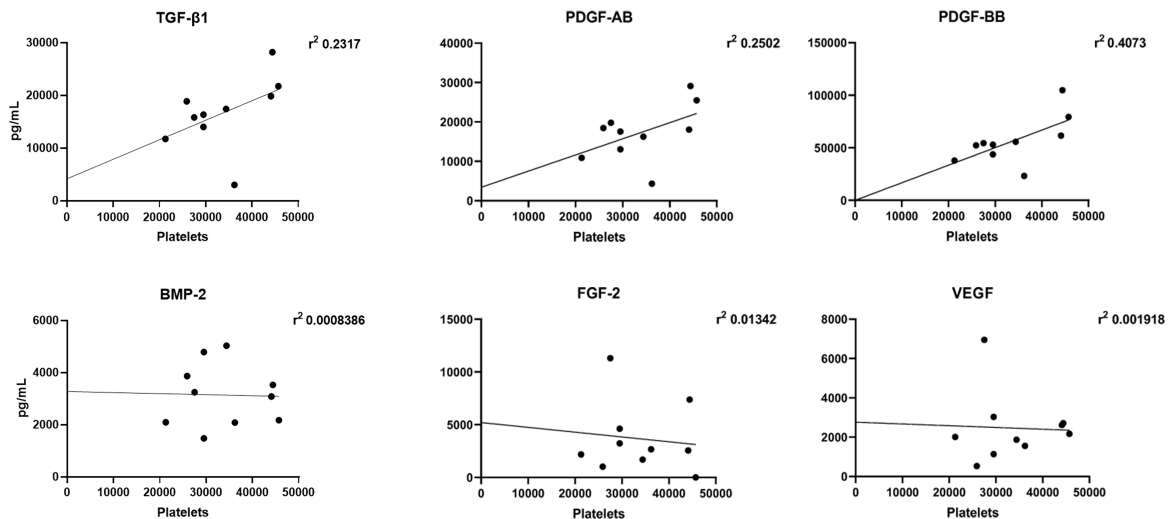 TGF-β1
r² 0.2317
30000
20000
10000
0
pg/mL
0 10000 20000 30000 40000 50000
Platelets
PDGF-AB
r² 0.2502
40000
30000
20000
10000
0
0 10000 20000 30000 40000 50000
Platelets
PDGF-BB
r² 0.4073
150000
100000
50000
0
0 10000 20000 30000 40000 50000
Platelets
BMP-2
r² 0.0008386
6000
4000
2000
0
pg/mL
0 10000 20000 30000 40000 50000
Platelets
FGF-2
r² 0.01342
15000
10000
5000
0
0 10000 20000 30000 40000 50000
Platelets
VEGF
r² 0.001918
8000
6000
4000
2000
0
0 10000 20000 30000 40000 50000
Platelets